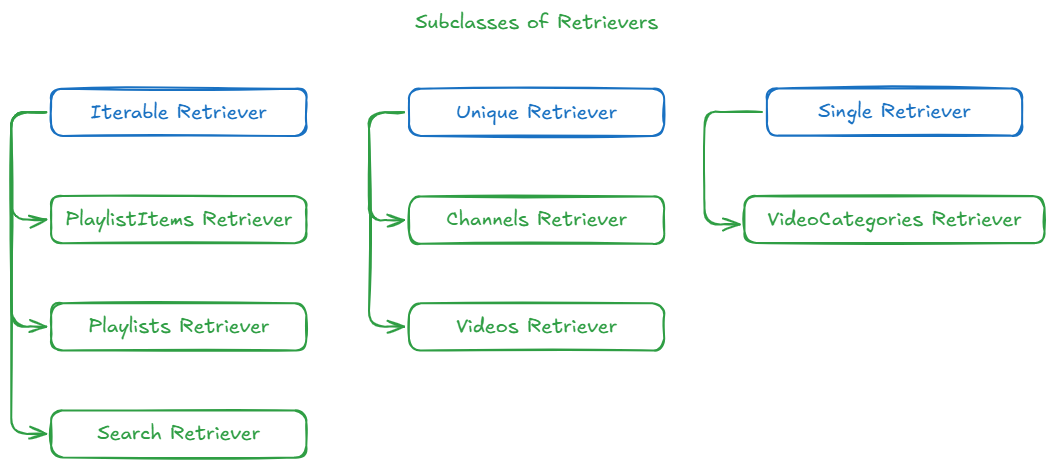 Subclasses of Retrievers
Iterable Retriever
PlaylistItems Retriever
Playlists Retriever
Search Retriever
Unique Retriever
Channels Retriever
Videos Retriever
Single Retriever
VideoCategories Retriever